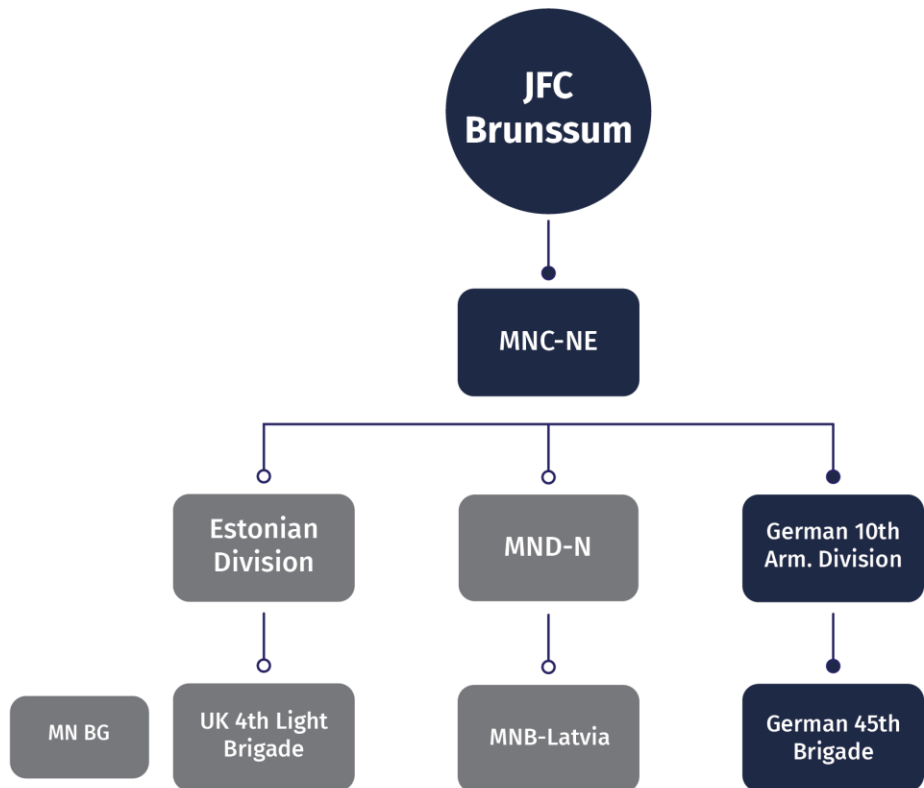 JFC
Brunssum
MNC-NE
Estonian
Division
MND-N
German 10th
Arm. Division
MN BG
UK 4th Light
Brigade
MNB-Latvia
German 45th
Brigade